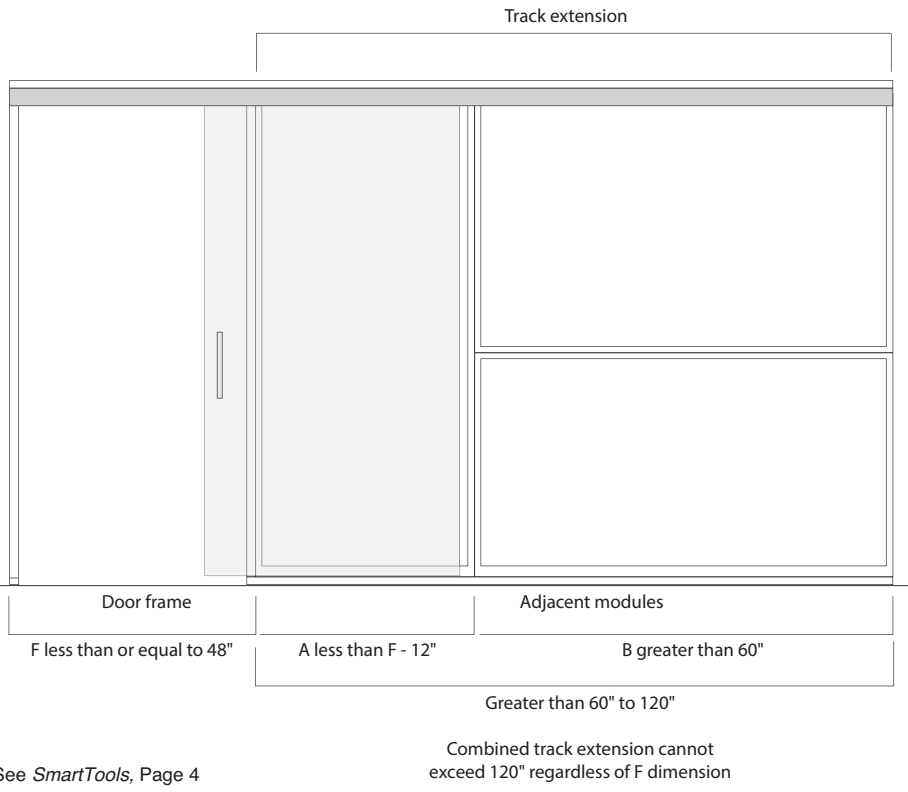 Track extension
Door frame
Adjacent modules
F less than or equal to 48"
A less than F - 12"
B greater than 60"
Greater than 60" to 120"
Combined track extension cannot
exceed 120" regardless of F dimension
See SmartTools, Page 4